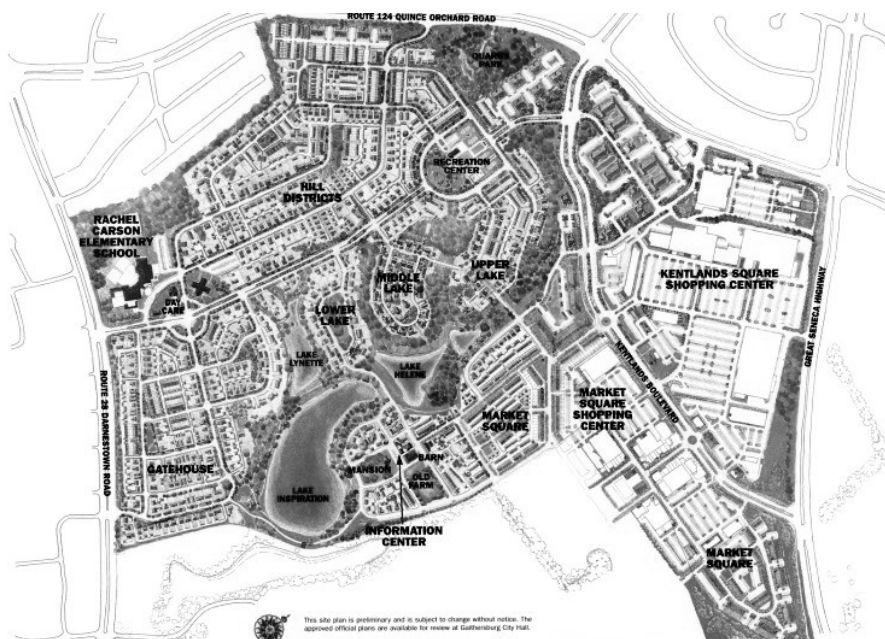 ROUTE 124 QUINCE ORCHARD ROAD
QUARRY
PARK
RECREATION
CENTER
HILL
DISTRICTS
RACHEL
CARSON
ELEMENTARY
SCHOOL
DAY
CARE
MIDDLE
LAKE
UPPER
LAKE
LOWER
LAKE
KENTLANDS SQUARE
SHOPPING CENTER
GREAT SENECA HIGHWAY
LAKE
LYNETTE
LAKE
HELENE
KENTLANDS BOULEVARD
MARKET
SQUARE
SHOPPING
CENTER
MARKET
SQUARE
ROUTE 28 DARNESTOWN ROAD
GATEHOUSE
LAKE
INSPIRATION
MANSION
BARN
OLD
FARM
INFORMATION
CENTER
MARKET
SQUARE
This site plan is preliminary and is subject to change without notice. The
approved official plans are available for review at Gaithersburg City Hall.